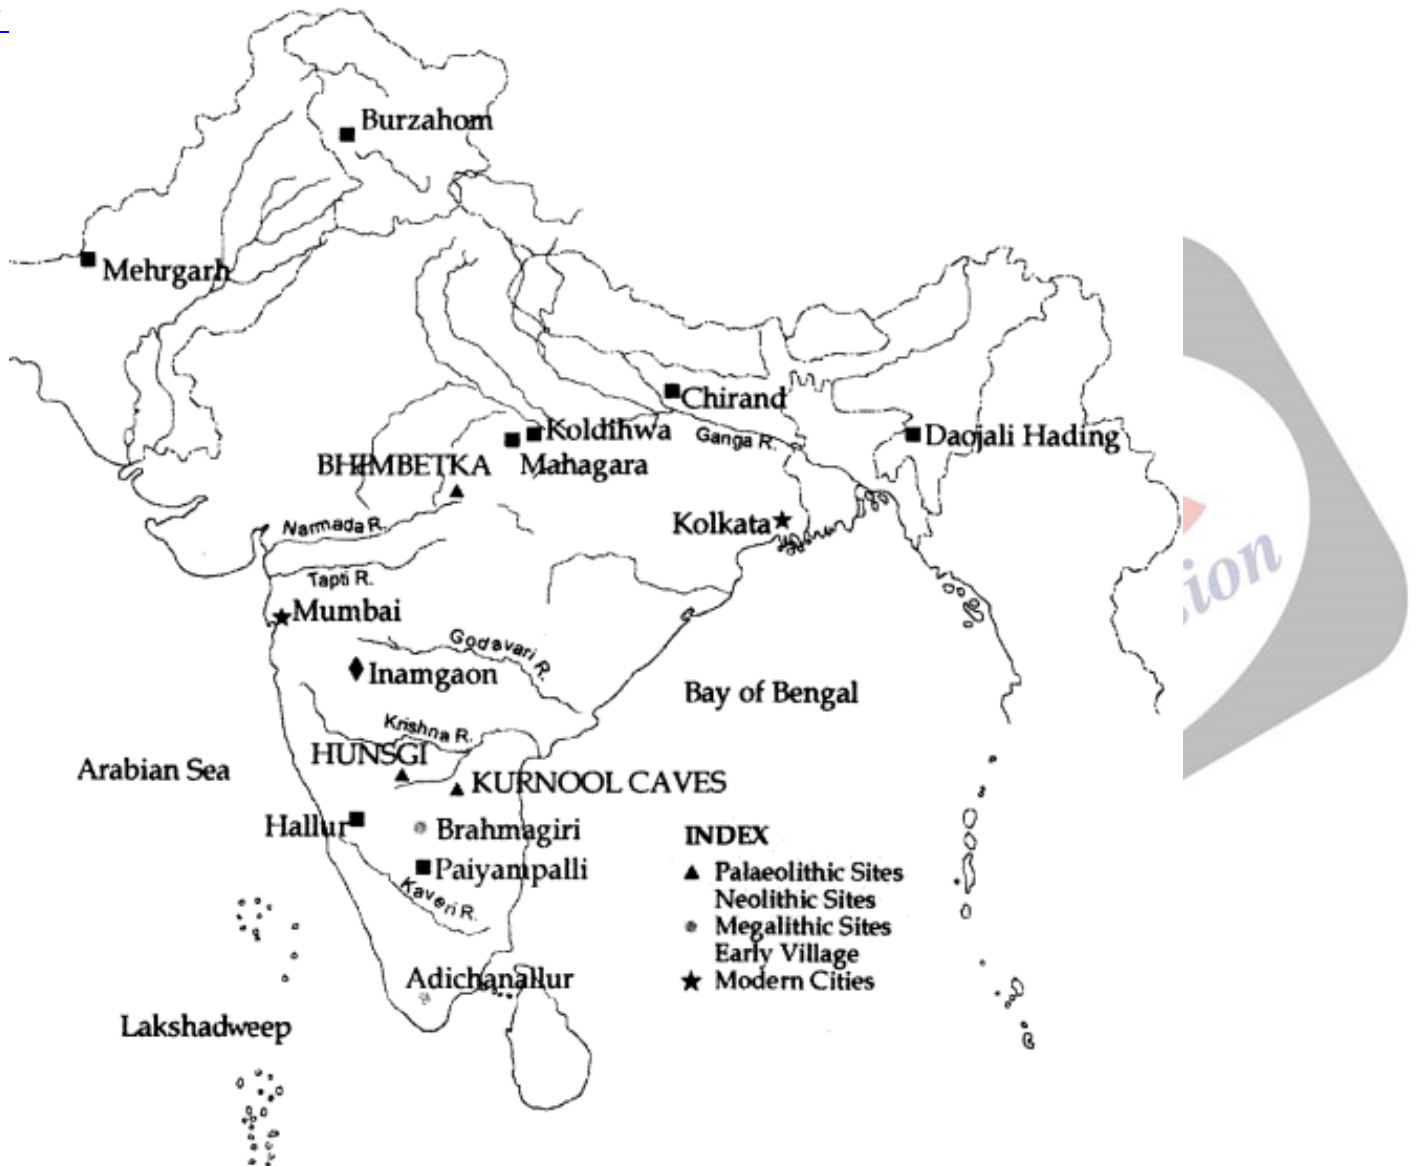 Burzahom
Mehrgarh
Chirand
Koldihwa
Ganga R.
Daojali Hading
BHIMBETKA
Mahagara
Narmada R.
Kolkata
Tapti R.
Mumbai
Godavari R.
Inamgaon
Bay of Bengal
Krishna R.
HUNSGI
Arabian Sea
KURNOOL CAVES
Hallur
Brahmagiri
INDEX
Paiyampalli
Palaeolithic Sites
Kaveri R.
Neolithic Sites
Megalithic Sites
Early Village
Adichanallur
Modern Cities
Lakshadweep